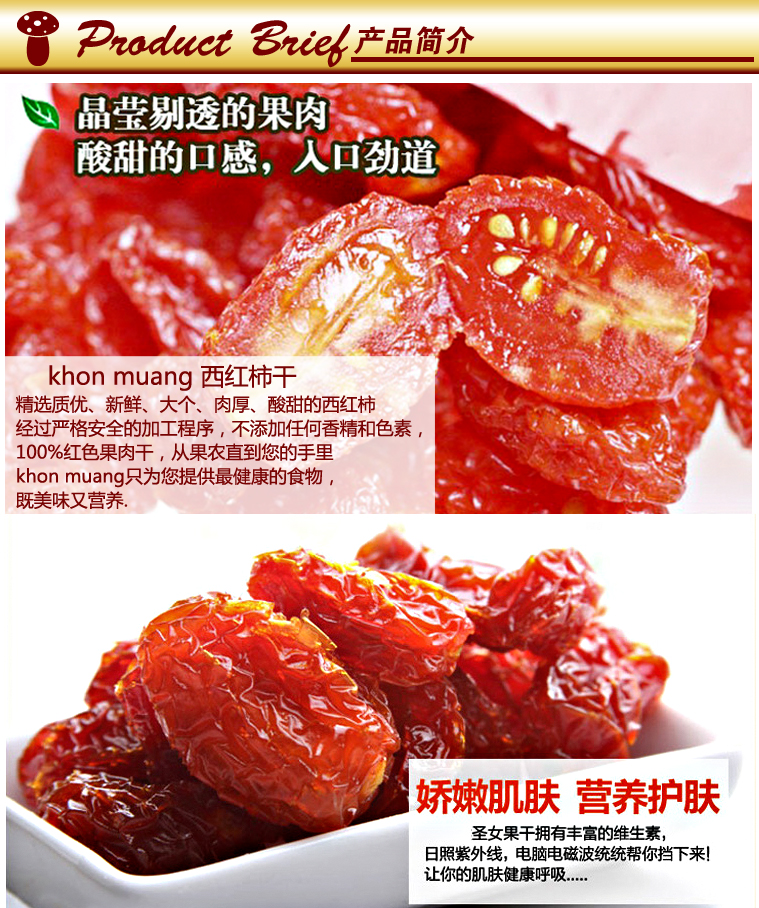 Product Brief 产品简介
晶莹剔透的果肉
酸甜的口感，入口劲道
khon muang 西红柿干
精选质优、新鲜、大个、肉厚、酸甜的西红柿
经过严格安全的加工程序，不添加任何香精和色素，
100%红色果肉干，从果农直到您的手里
khon muang只为您提供最健康的食物，
既美味又营养.
娇嫩肌肤 营养护肤
圣女果干拥有丰富的维生素，
日照紫外线，电脑电磁波统统帮你挡下来！
让你的肌肤健康呼吸.....